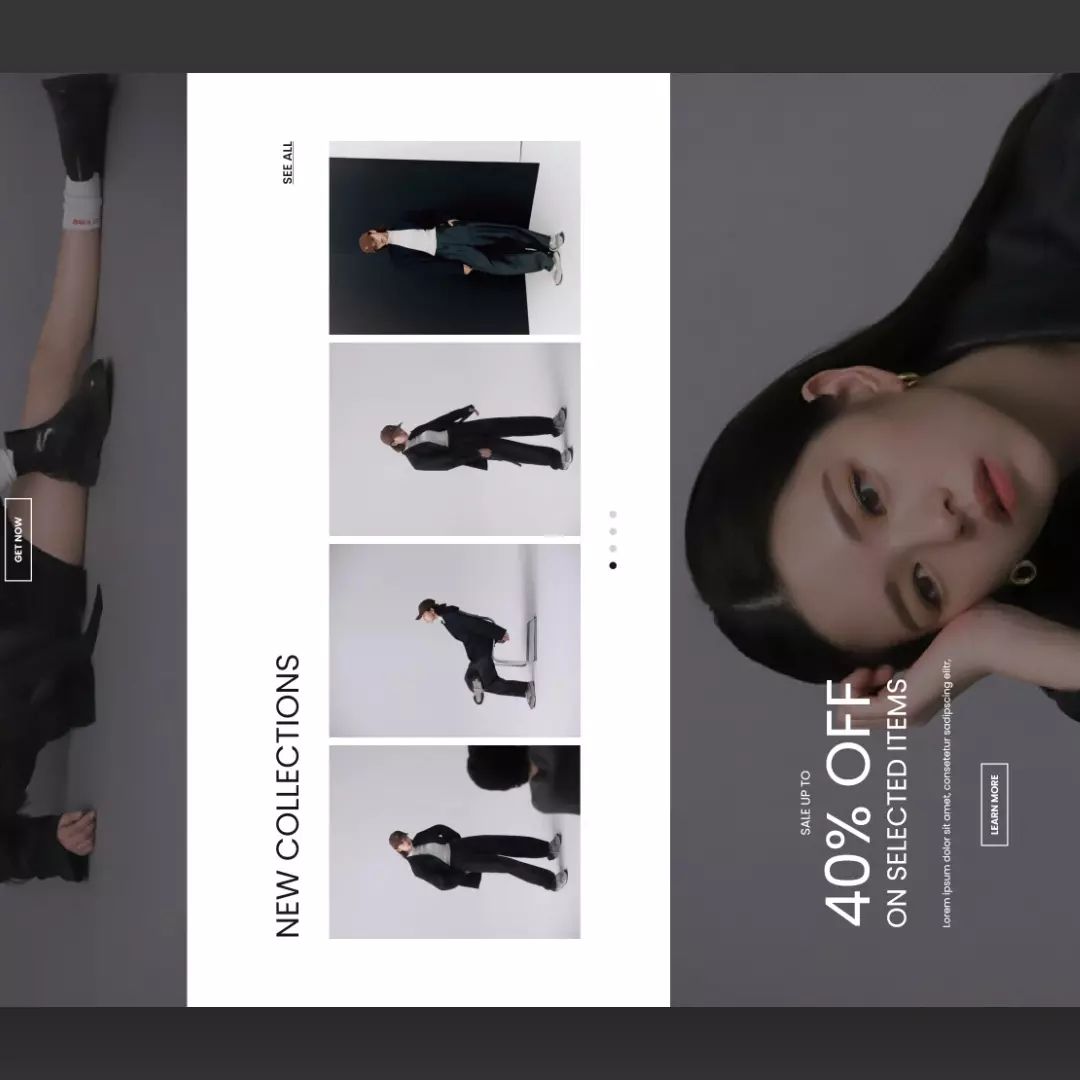 GET NOW
NEW COLLECTIONS
SEE ALL
SALE UP TO
40% OFF
ON SELECTED ITEMS
Lorem ipsum dolor sit amet, consetetur sadipscing elitr,
LEARN MORE